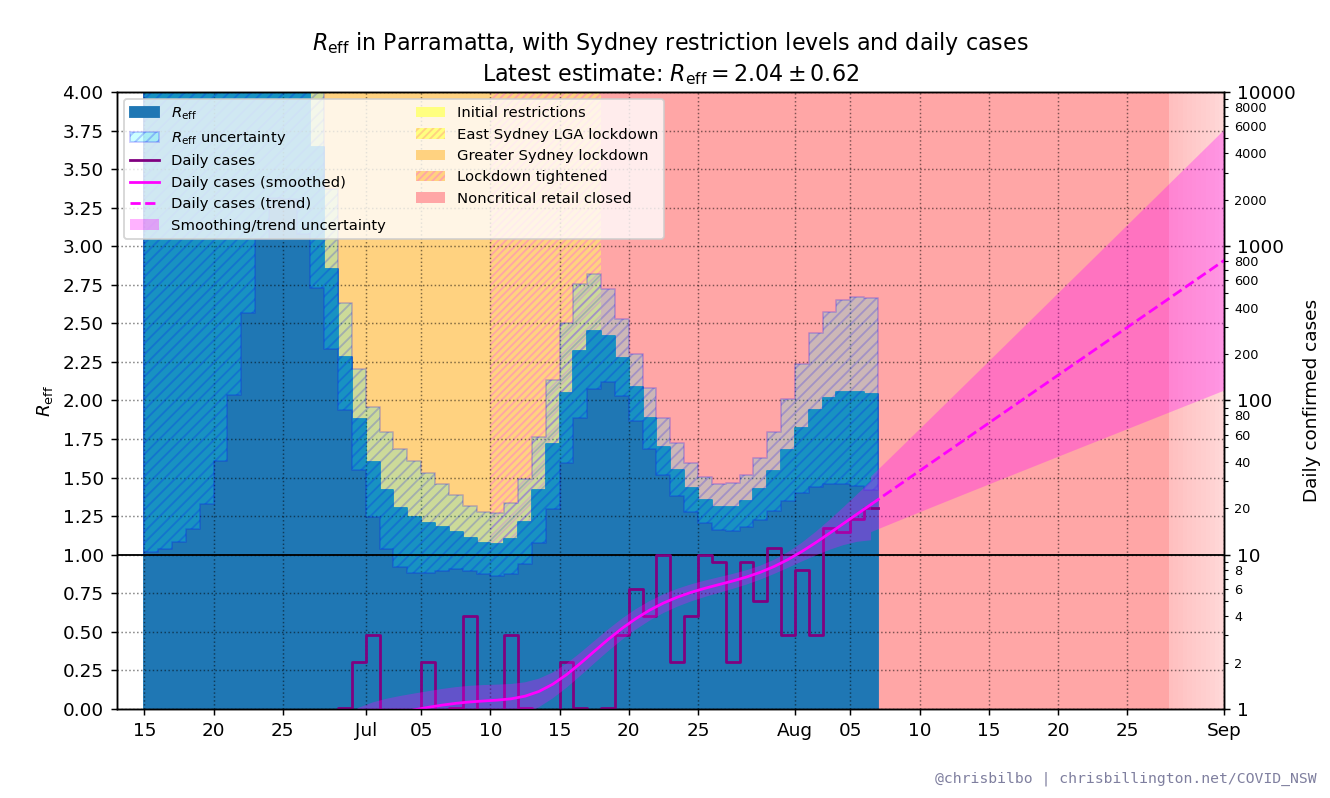 Reff in Parramatta, with Sydney restriction levels and daily cases
Latest estimate: Reff = 2.04 ± 0.62
Reff
Reff uncertainty
Daily cases
Daily cases (smoothed)
Daily cases (trend)
Smoothing/trend uncertainty
Initial restrictions
East Sydney LGA lockdown
Greater Sydney lockdown
Lockdown tightened
Noncritical retail closed
Reff
4.00
3.75
3.50
3.25
3.00
2.75
2.50
2.25
2.00
1.75
1.50
1.25
1.00
0.75
0.50
0.25
0.00
15
20
25
Jul
05
10
15
20
25
Aug
05
10
15
20
25
Sep
10000
8000
6000
4000
2000
1000
800
600
400
200
100
80
60
40
20
10
8
6
4
2
1
Daily confirmed cases
@chrisbilbo | chrisbillington.net/COVID_NSW